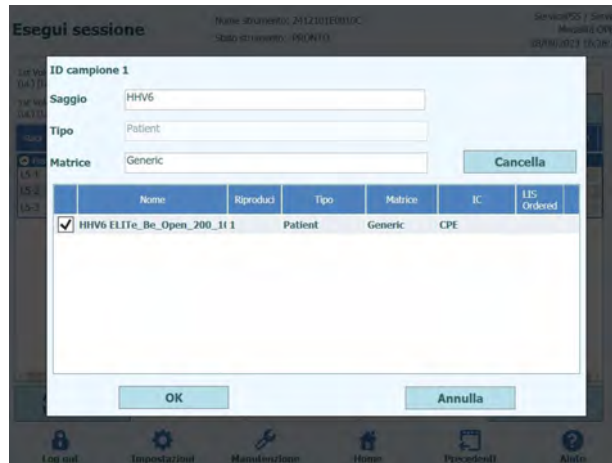 Esegui sessione
Nome strumento: 2412101E0010C
Stato strumento: PRONTO
ID campione 1
Saggio HHV6
Tipo Patient
Matrice Generic
Cancella
Nome Riproduci Tipo Matrice IC LIS Ordered
HHV6 ELITe_Be_Open_200_10 1 Patient Generic CPE
OK Annulla
Log out Impostazioni Manutenzione Home Precedenti Aiuto